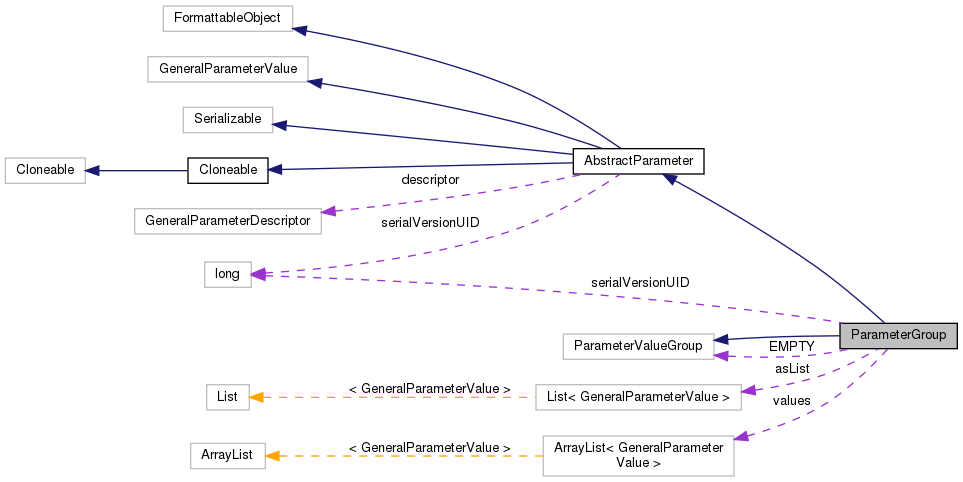 FormattableObject
GeneralParameterValue
Serializable
Cloneable
Cloneable
AbstractParameter
descriptor
GeneralParameterDescriptor
serialVersionUID
long
serialVersionUID
ParameterGroup
ParameterValueGroup
EMPTY
asList
List
< GeneralParameterValue >
List< GeneralParameterValue >
values
ArrayList
< GeneralParameterValue >
ArrayList< GeneralParameter
Value >